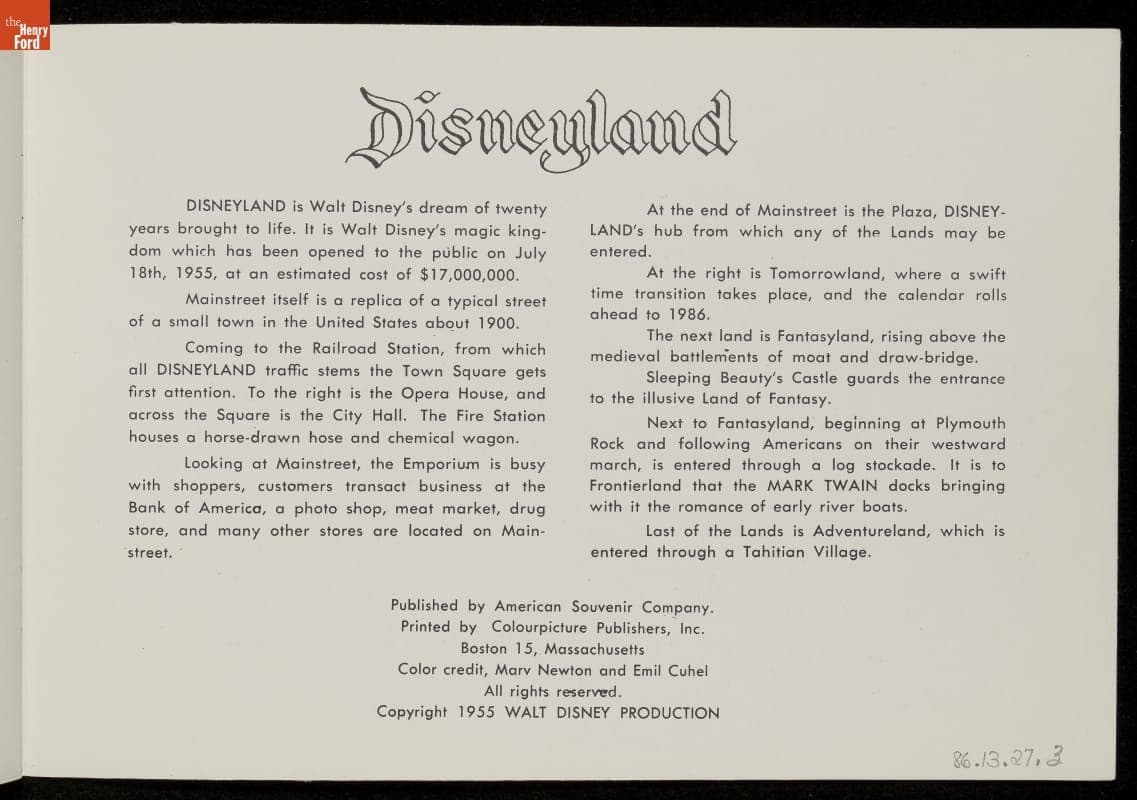 the
Henry
Ford
Disneyland
DISNEYLAND is Walt Disney's dream of twenty
years brought to life. It is Walt Disney's magic king-
dom which has been opened to the public on July
18th, 1955, at an estimated cost of $17,000,000.
Mainstreet itself is a replica of a typical street
of a small town in the United States about 1900.
Coming to the Railroad Station, from which
all DISNEYLAND traffic stems the Town Square gets
first attention. To the right is the Opera House, and
across the Square is the City Hall. The Fire Station
houses a horse-drawn hose and chemical wagon.
Looking at Mainstreet, the Emporium is busy
with shoppers, customers transact business at the
Bank of America, a photo shop, meat market, drug
store, and many other stores are located on Main-
street.
At the end of Mainstreet is the Plaza, DISNEY-
LAND's hub from which any of the Lands may be
entered.
At the right is Tomorrowland, where a swift
time transition takes place, and the calendar rolls
ahead to 1986.
The next land is Fantasyland, rising above the
medieval battlements of moat and draw-bridge.
Sleeping Beauty's Castle guards the entrance
to the illusive Land of Fantasy.
Next to Fantasyland, beginning at Plymouth
Rock and following Americans on their westward
march, is entered through a log stockade. It is to
Frontierland that the MARK TWAIN docks bringing
with it the romance of early river boats.
Last of the Lands is Adventureland, which is
entered through a Tahitian Village.
Published by American Souvenir Company.
Printed by Colourpicture Publishers, Inc.
Boston 15, Massachusetts
Color credit, Marv Newton and Emil Cuhel
All rights reserved.
Copyright 1955 WALT DISNEY PRODUCTION
86.13.27.3